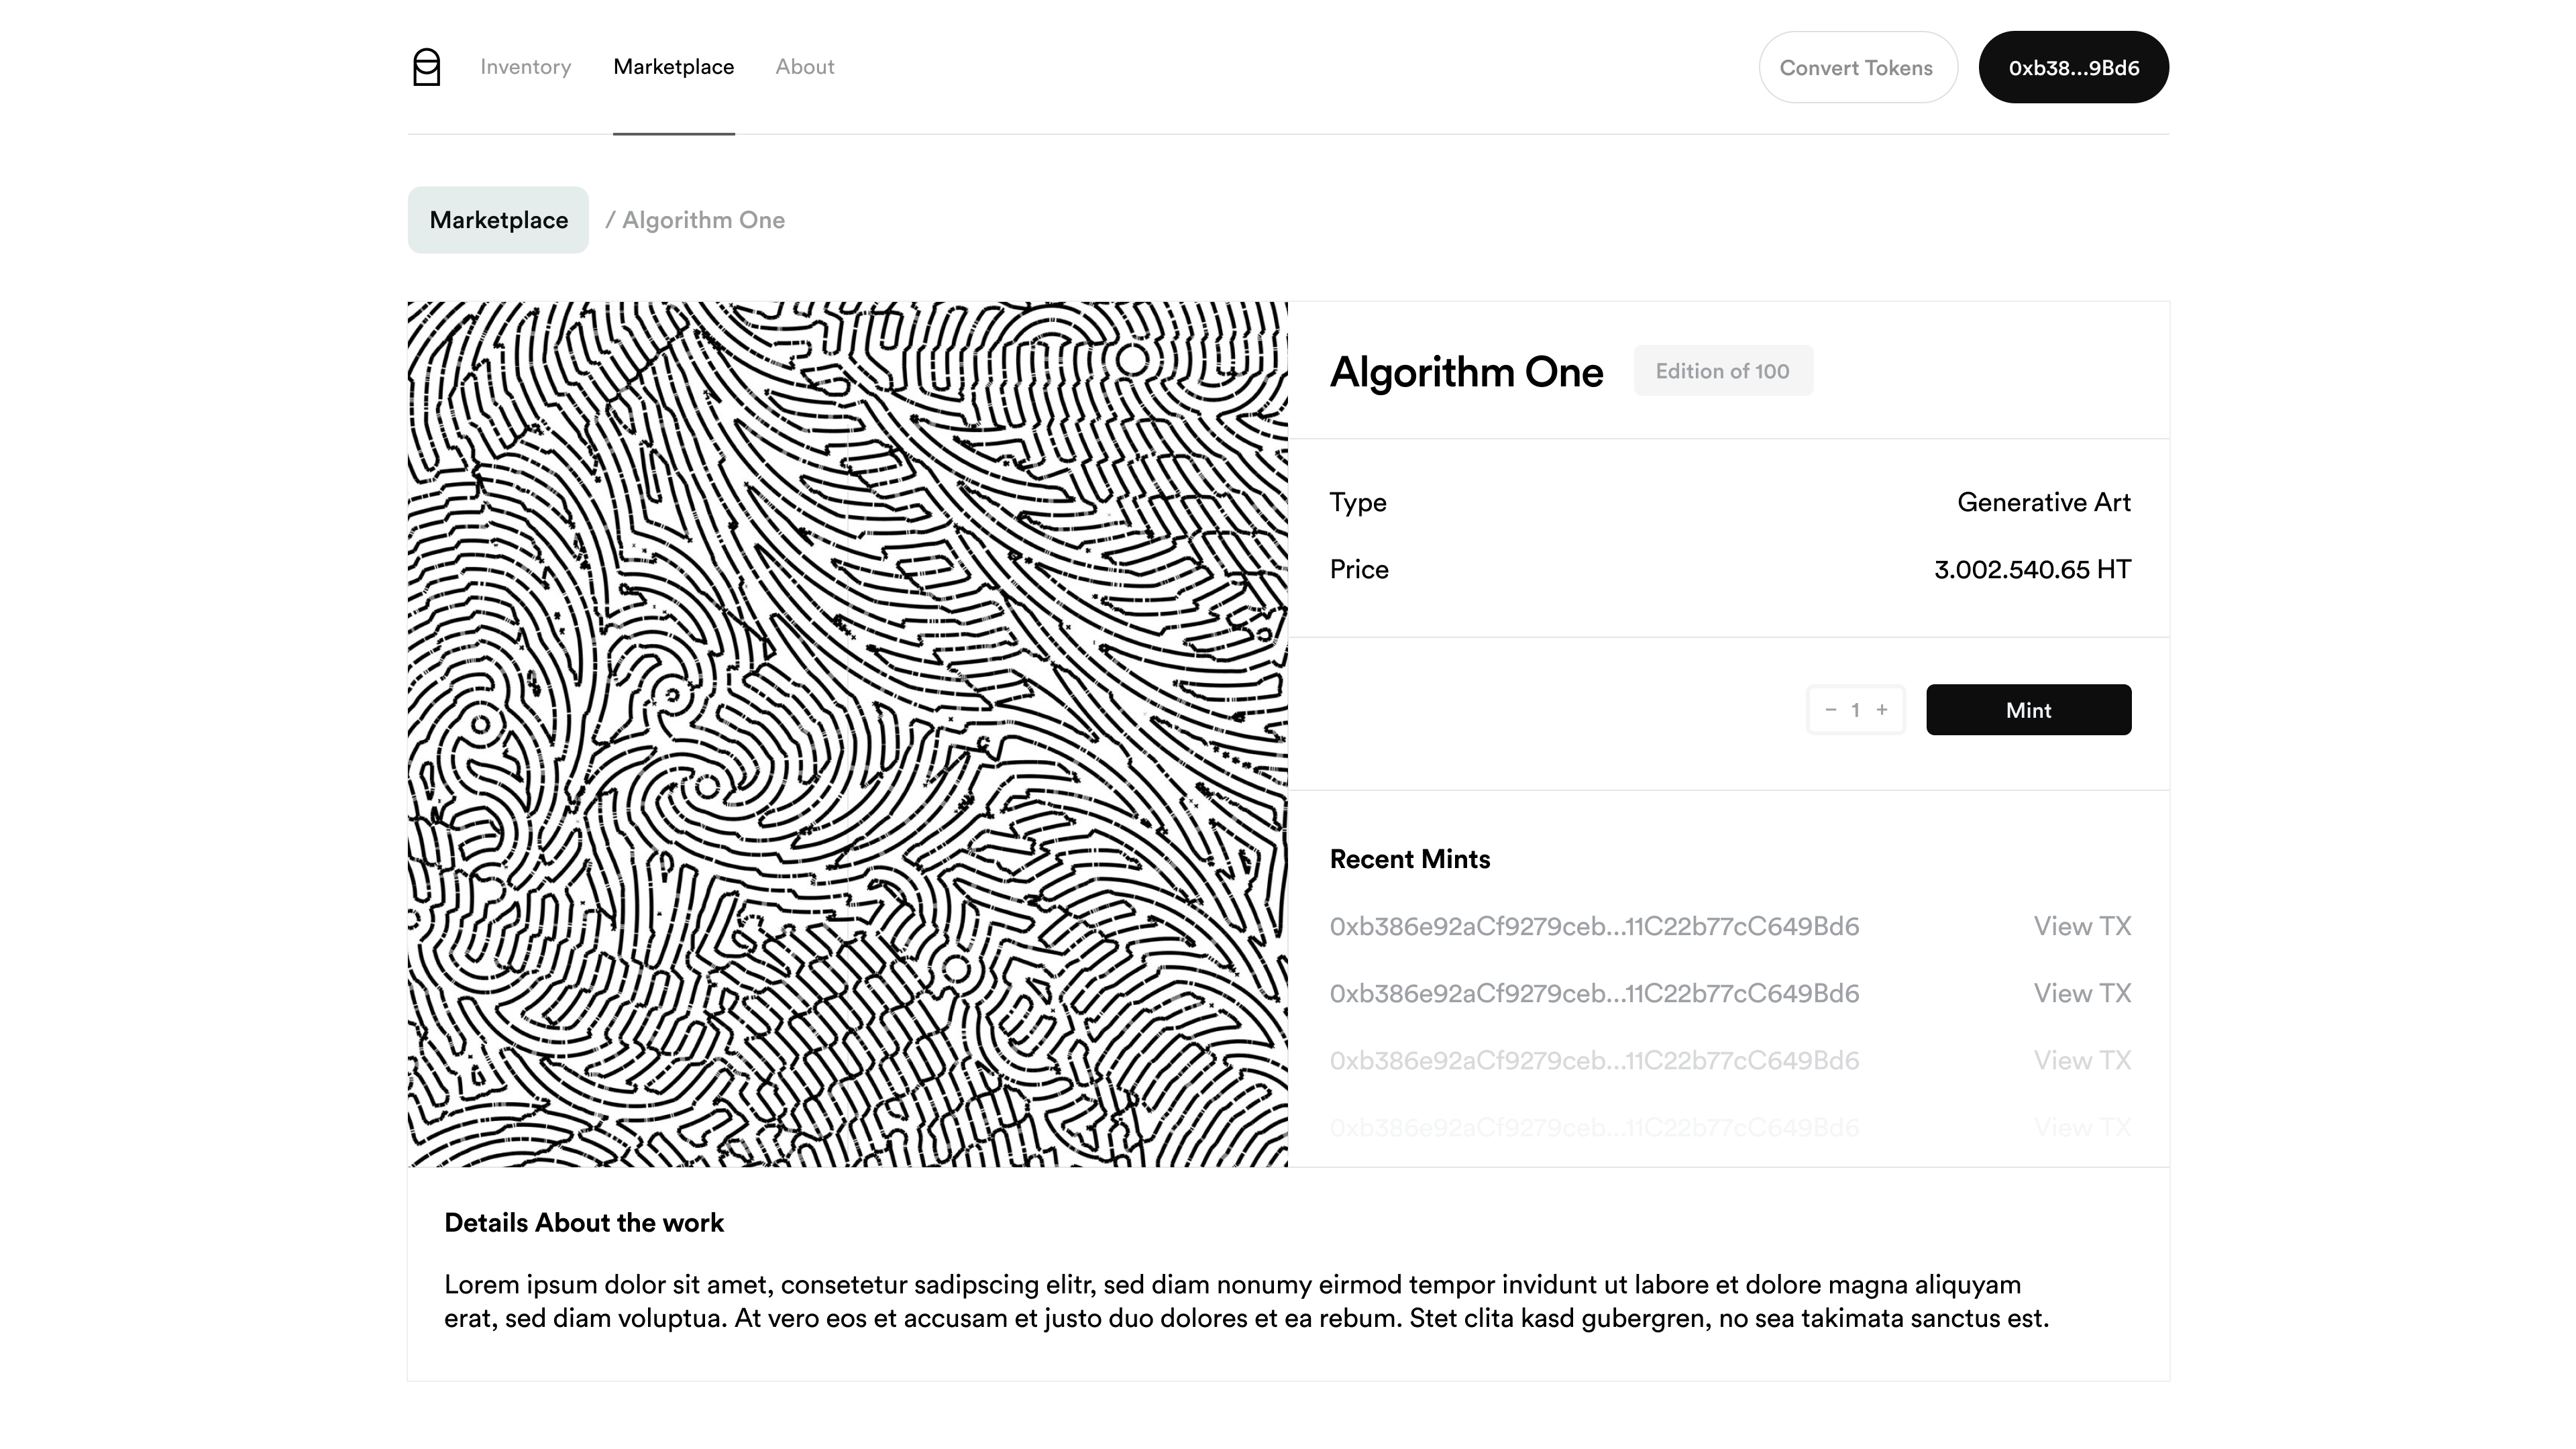 Inventory Marketplace About Convert Tokens 0xb38...9Bd6
Marketplace / Algorithm One
Algorithm One Edition of 100
Type Generative Art
Price 3.002.540.65 HT
− 1 + Mint
Recent Mints
0xb386e92aCf9279ceb...11C22b77cC649Bd6 View TX
0xb386e92aCf9279ceb...11C22b77cC649Bd6 View TX
0xb386e92aCf9279ceb...11C22b77cC649Bd6 View TX
0xb386e92aCf9279ceb...11C22b77cC649Bd6 View TX
Details About the work
Lorem ipsum dolor sit amet, consetetur sadipscing elitr, sed diam nonumy eirmod tempor invidunt ut labore et dolore magna aliquyam
erat, sed diam voluptua. At vero eos et accusam et justo duo dolores et ea rebum. Stet clita kasd gubergren, no sea takimata sanctus est.